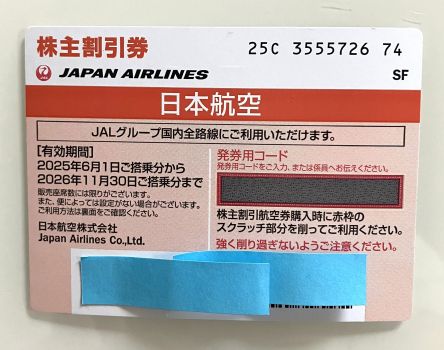 株主割引券
25C 3555726 74
JAPAN AIRLINES
SF
日本航空
JALグループ国内全路線にご利用いただけます。
[有効期間]
2025年6月1日ご搭乗分から
2026年11月30日ご搭乗分まで
販売座席数には限りがございます。
また、便によっては設定がない場合がございます。
ご利用方法は裏面をご確認ください。
日本航空株式会社
Japan Airlines Co.,Ltd.
発券用コード
発券用コードをご入力、または係員へお伝えください。
株主割引航空券購入時に赤枠の
スクラッチ部分を削ってご利用ください。
強く削り過ぎないようご注意ください。